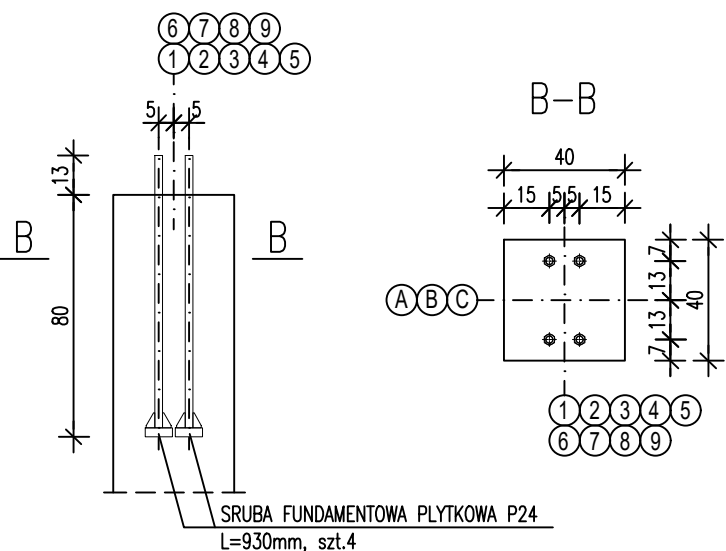 6 7 8 9
1 2 3 4 5
5 5
13
B B
80
SRUBA FUNDAMENTOWA PLYTKOWA P24
L=930mm, szt.4
B-B
40
15 5 5 15
7
13
13
7
40
A B C
1 2 3 4 5
6 7 8 9